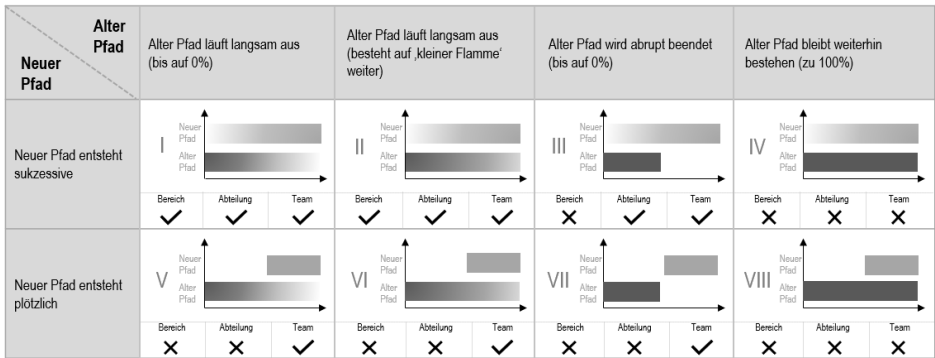 Alter
Pfad
Neuer
Pfad
Alter Pfad läuft langsam aus
(bis auf 0%)
Alter Pfad läuft langsam aus
(besteht auf ‚kleiner Flamme'
weiter)
Alter Pfad wird abrupt beendet
(bis auf 0%)
Alter Pfad bleibt weiterhin
bestehen (zu 100%)
Neuer Pfad entsteht
sukzessive
I
Neuer
Pfad
Alter
Pfad
Bereich Abteilung Team
✓ ✓ ✓
II
Neuer
Pfad
Alter
Pfad
Bereich Abteilung Team
✓ ✓ ✓
III
Neuer
Pfad
Alter
Pfad
Bereich Abteilung Team
✕ ✓ ✓
IV
Neuer
Pfad
Alter
Pfad
Bereich Abteilung Team
✕ ✕ ✕
Neuer Pfad entsteht
plötzlich
V
Neuer
Pfad
Alter
Pfad
Bereich Abteilung Team
✕ ✕ ✓
VI
Neuer
Pfad
Alter
Pfad
Bereich Abteilung Team
✕ ✕ ✓
VII
Neuer
Pfad
Alter
Pfad
Bereich Abteilung Team
✕ ✕ ✓
VIII
Neuer
Pfad
Alter
Pfad
Bereich Abteilung Team
✕ ✕ ✕